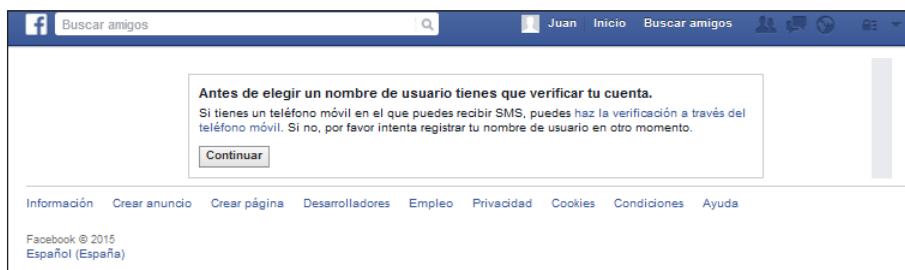 f Buscar amigos Juan Inicio Buscar amigos
Antes de elegir un nombre de usuario tienes que verificar tu cuenta.
Si tienes un teléfono móvil en el que puedes recibir SMS, puedes haz la verificación a través del
teléfono móvil. Si no, por favor intenta registrar tu nombre de usuario en otro momento.
Continuar
Información Crear anuncio Crear página Desarrolladores Empleo Privacidad Cookies Condiciones Ayuda
Facebook © 2015
Español (España)